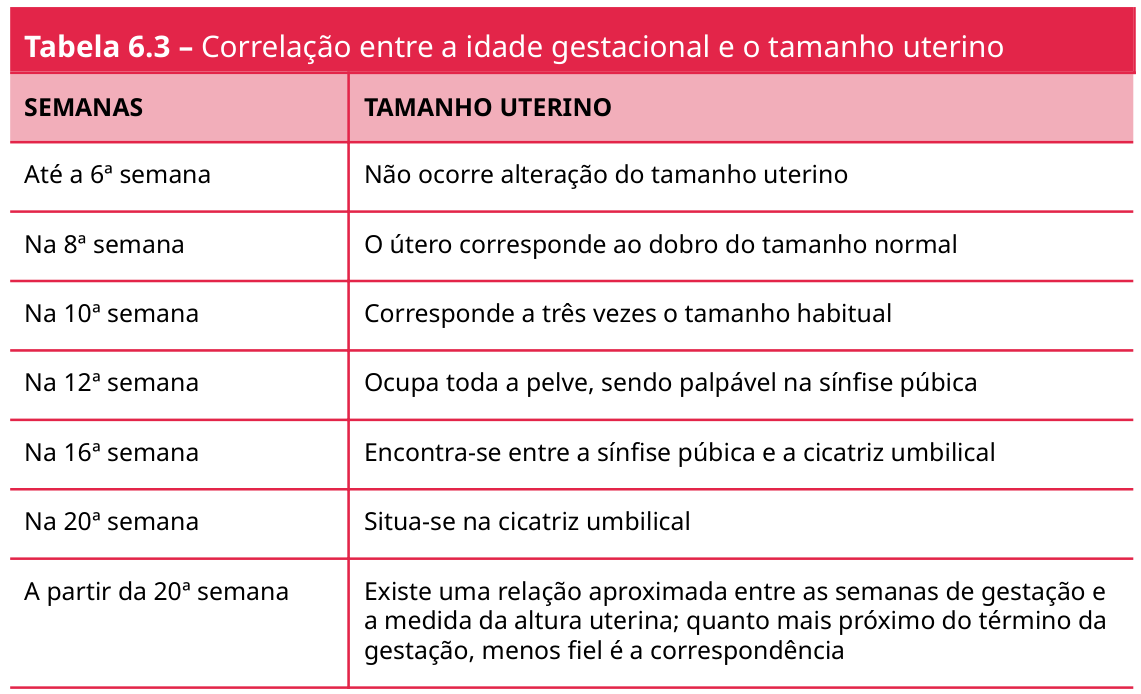 Tabela 6.3 – Correlação entre a idade gestacional e o tamanho uterino
SEMANAS TAMANHO UTERINO
Até a 6ª semana Não ocorre alteração do tamanho uterino
Na 8ª semana O útero corresponde ao dobro do tamanho normal
Na 10ª semana Corresponde a três vezes o tamanho habitual
Na 12ª semana Ocupa toda a pelve, sendo palpável na sínfise púbica
Na 16ª semana Encontra-se entre a sínfise púbica e a cicatriz umbilical
Na 20ª semana Situa-se na cicatriz umbilical
A partir da 20ª semana Existe uma relação aproximada entre as semanas de gestação e
a medida da altura uterina; quanto mais próximo do término da
gestação, menos fiel é a correspondência